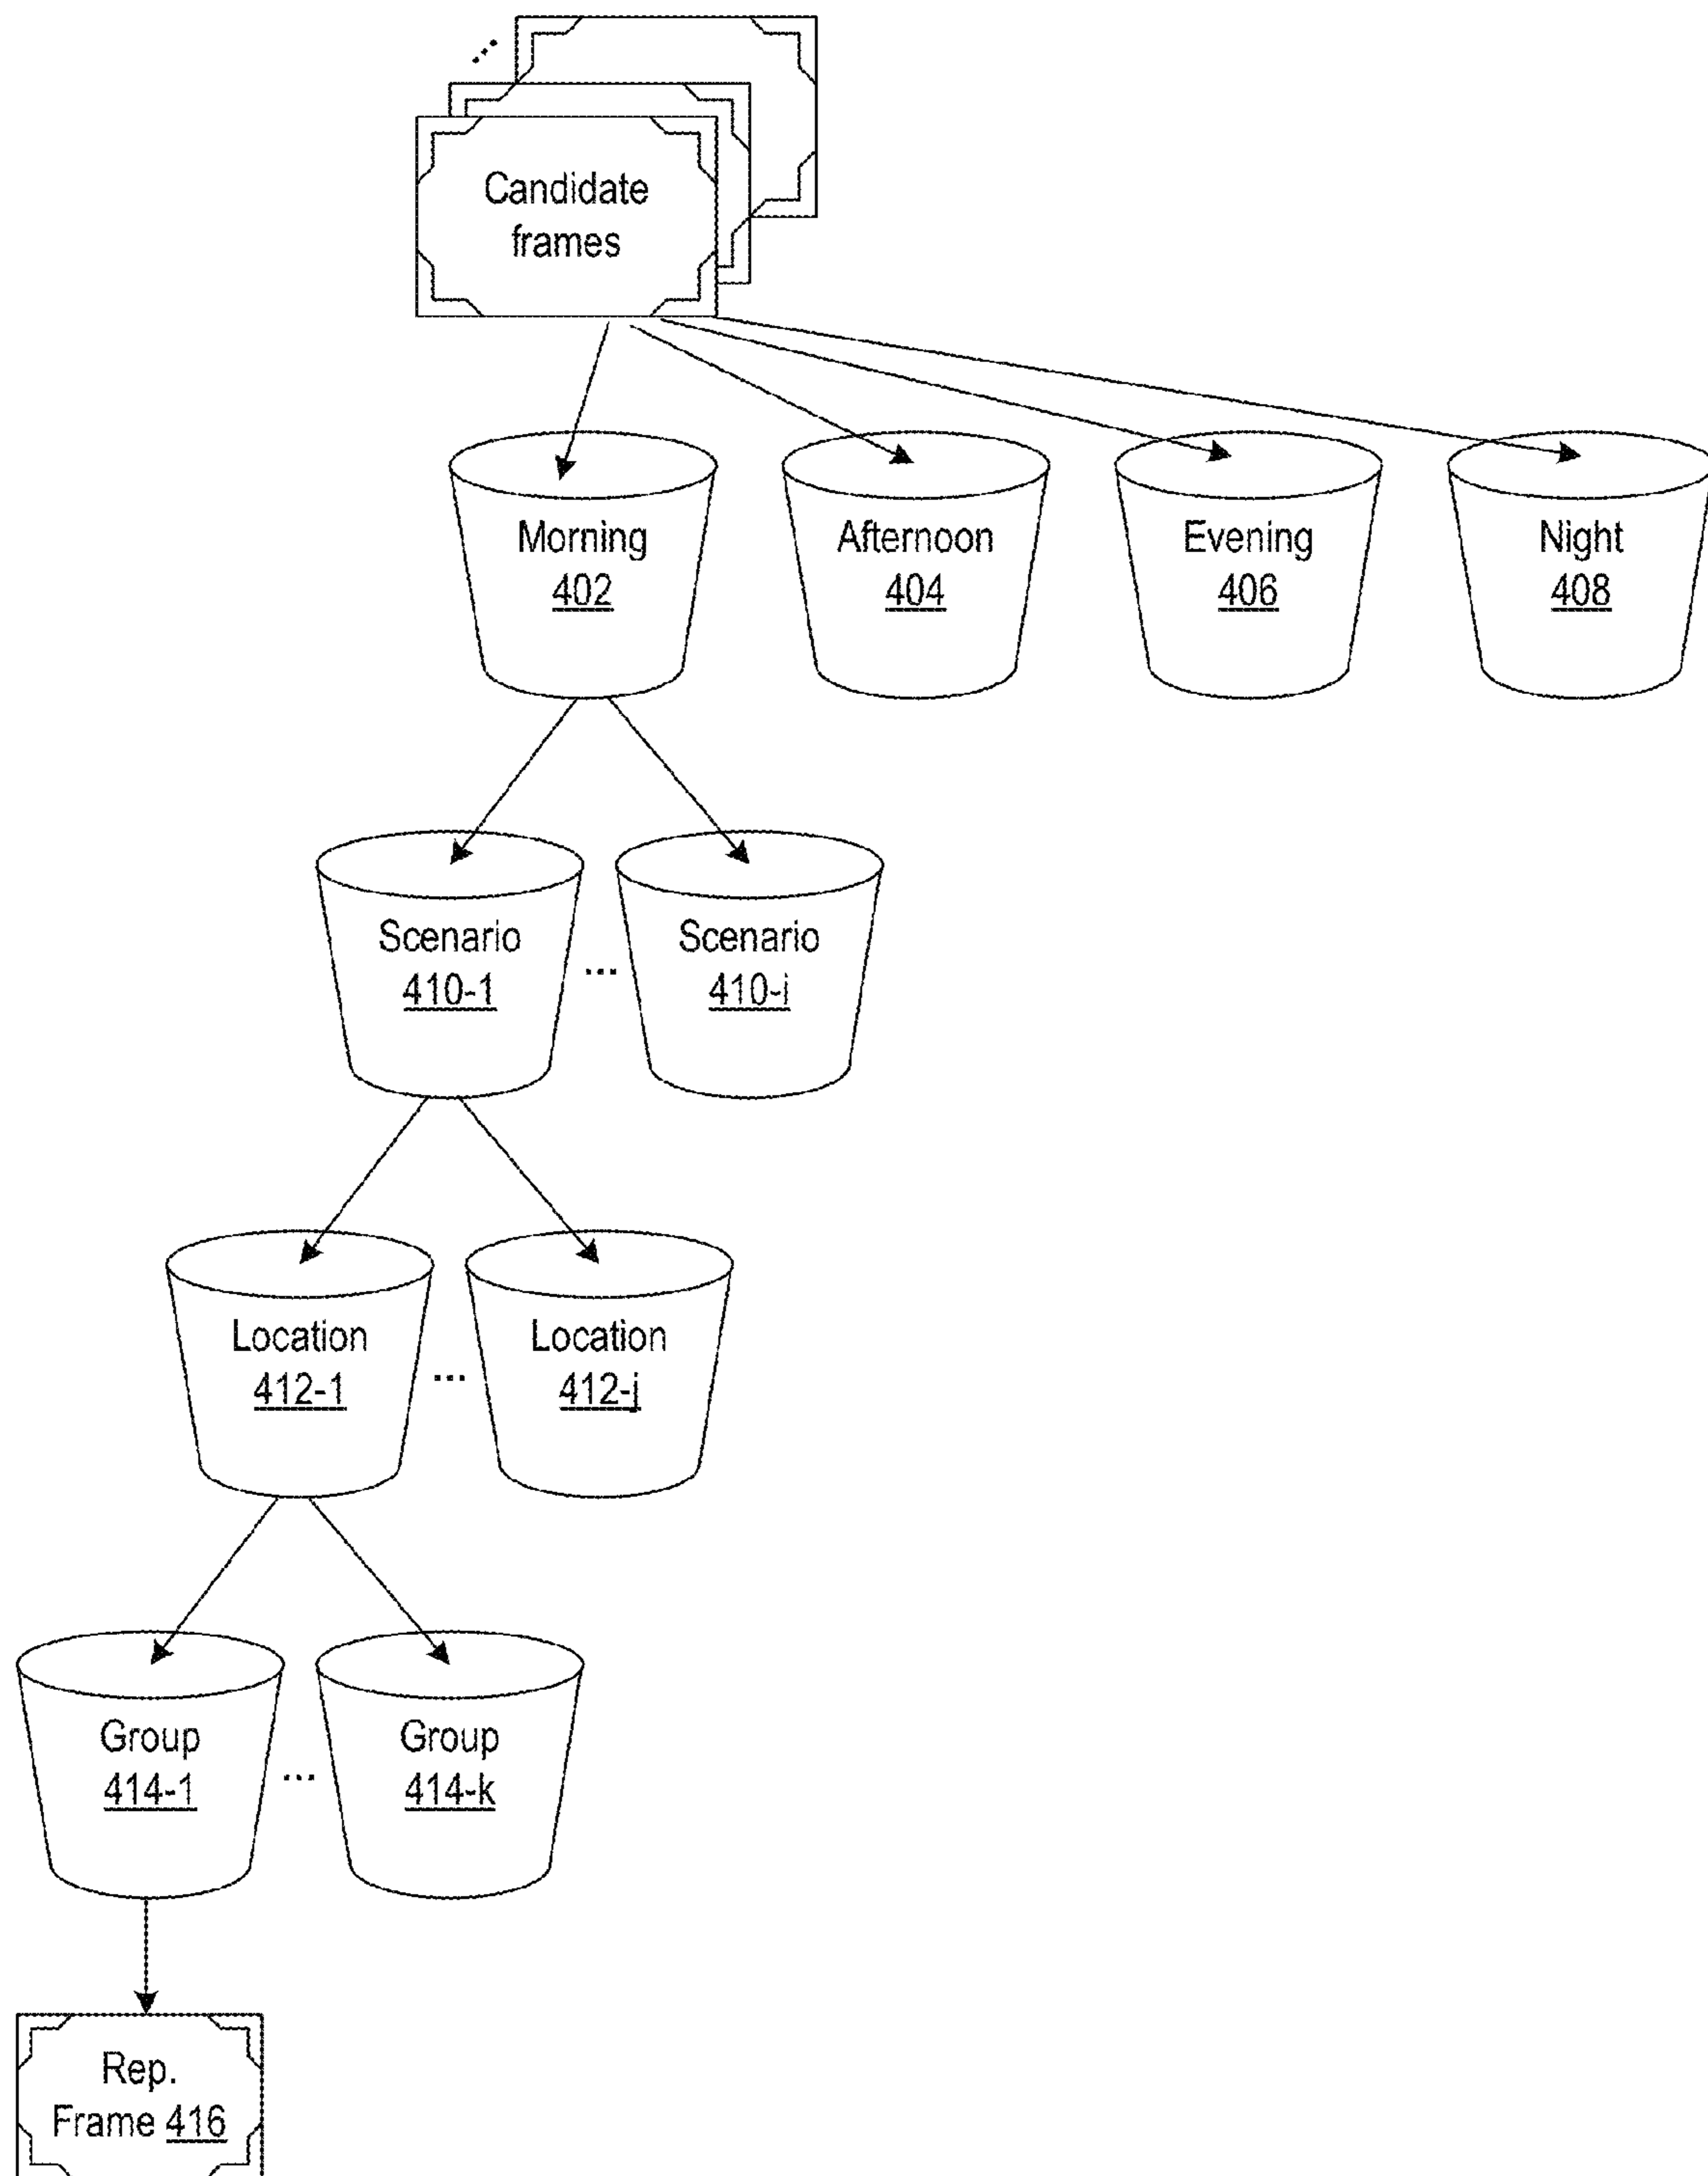 ...
Candidate
frames
Morning
402
Afternoon
404
Evening
406
Night
408
Scenario
410-1
...
Scenario
410-i
Location
412-1
...
Location
412-j
Group
414-1
...
Group
414-k
Rep.
Frame 416